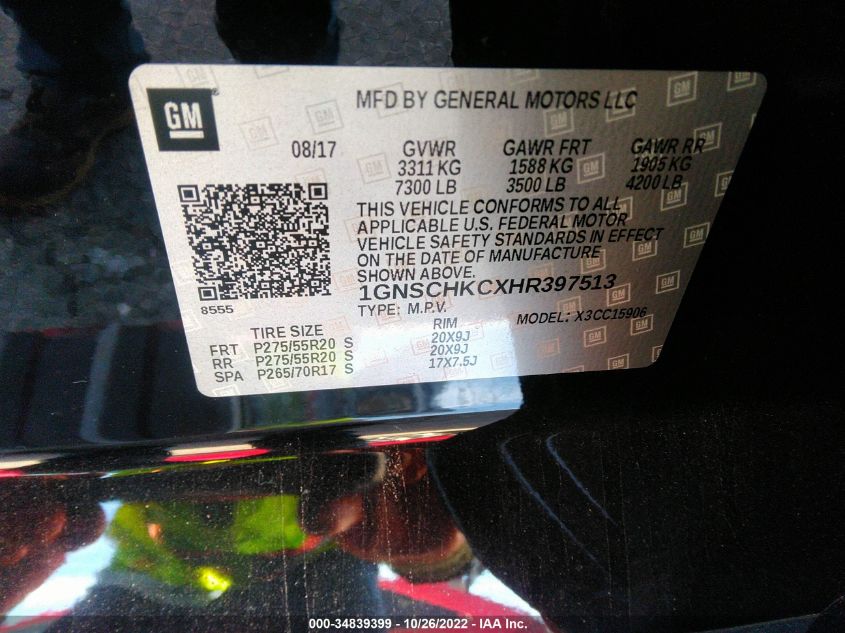 GM
MFD BY GENERAL MOTORS LLC
08/17 GVWR GAWR FRT GAWR RR
3311 KG 1588 KG 1905 KG
7300 LB 3500 LB 4200 LB
THIS VEHICLE CONFORMS TO ALL
APPLICABLE U.S. FEDERAL MOTOR
VEHICLE SAFETY STANDARDS IN EFFECT
ON THE DATE OF MANUFACTURE
SHOWN ABOVE.
8555
1GNSCHKCXHR397513
TYPE: M.P.V. MODEL: X3CC15906
TIRE SIZE RIM
FRT P275/55R20 S 20X9J
RR P275/55R20 S 20X9J
SPA P265/70R17 S 17X7.5J
000-34839399 - 10/26/2022 - IAA Inc.